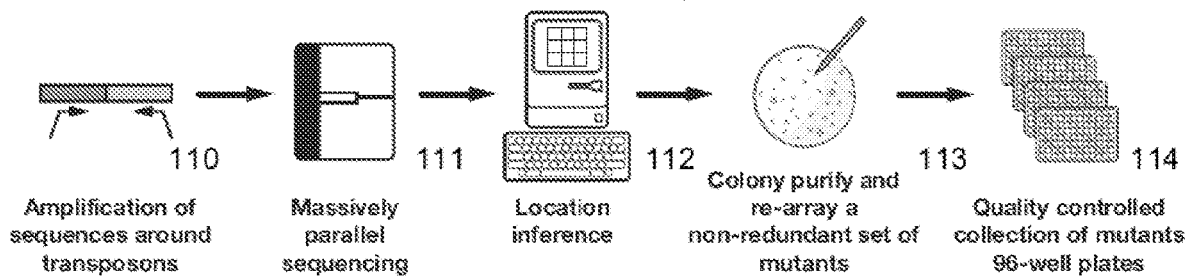 110
111
112
113
114
Amplification of
sequences around
transposons
Massively
parallel
sequencing
Location
inference
Colony purify and
re-array a
non-redundant set of
mutants
Quality controlled
collection of mutants
96-well plates